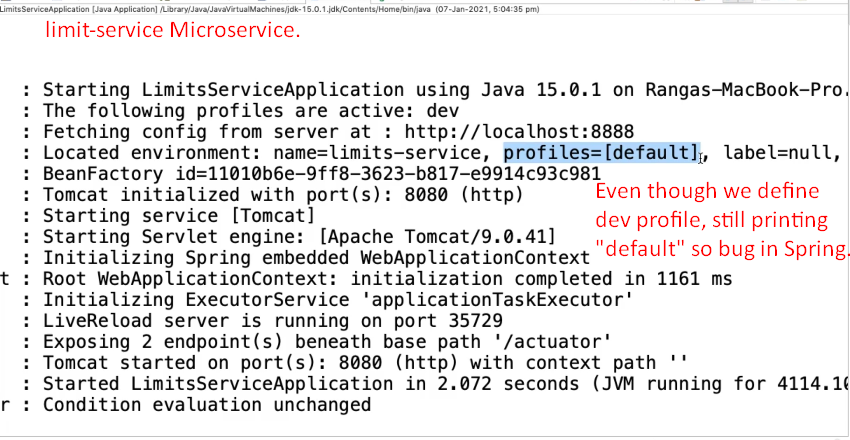 LimitsServiceApplication [Java Application] /Library/Java/JavaVirtualMachines/jdk-15.0.1.jdk/Contents/Home/bin/java (07-Jan-2021, 5:04:35 pm)
limit-service Microservice.
: Starting LimitsServiceApplication using Java 15.0.1 on Rangas-MacBook-Pro.
: The following profiles are active: dev
: Fetching config from server at : http://localhost:8888
: Located environment: name=limits-service, profiles=[default], label=null,
: BeanFactory id=11010b6e-9ff8-3623-b817-e9914c93c981
: Tomcat initialized with port(s): 8080 (http)
Even though we define
: Starting service [Tomcat]
dev profile, still printing
: Starting Servlet engine: [Apache Tomcat/9.0.41]
"default" so bug in Spring.
: Initializing Spring embedded WebApplicationContext
t : Root WebApplicationContext: initialization completed in 1161 ms
: Initializing ExecutorService 'applicationTaskExecutor'
: LiveReload server is running on port 35729
: Exposing 2 endpoint(s) beneath base path '/actuator'
: Tomcat started on port(s): 8080 (http) with context path ''
: Started LimitsServiceApplication in 2.072 seconds (JVM running for 4114.10
r : Condition evaluation unchanged